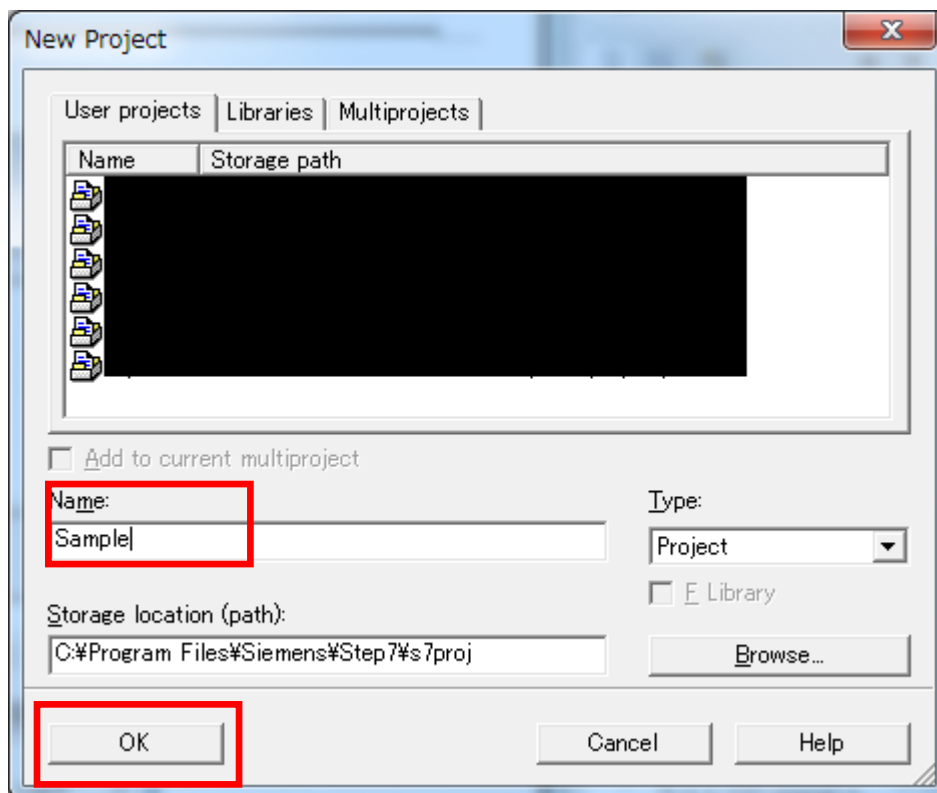 New Project
User projects Libraries Multiprojects
Name Storage path
Add to current multiproject
Name: Type:
Sample Project
F Library
Storage location (path):
C:¥Program Files¥Siemens¥Step7¥s7proj Browse...
OK Cancel Help